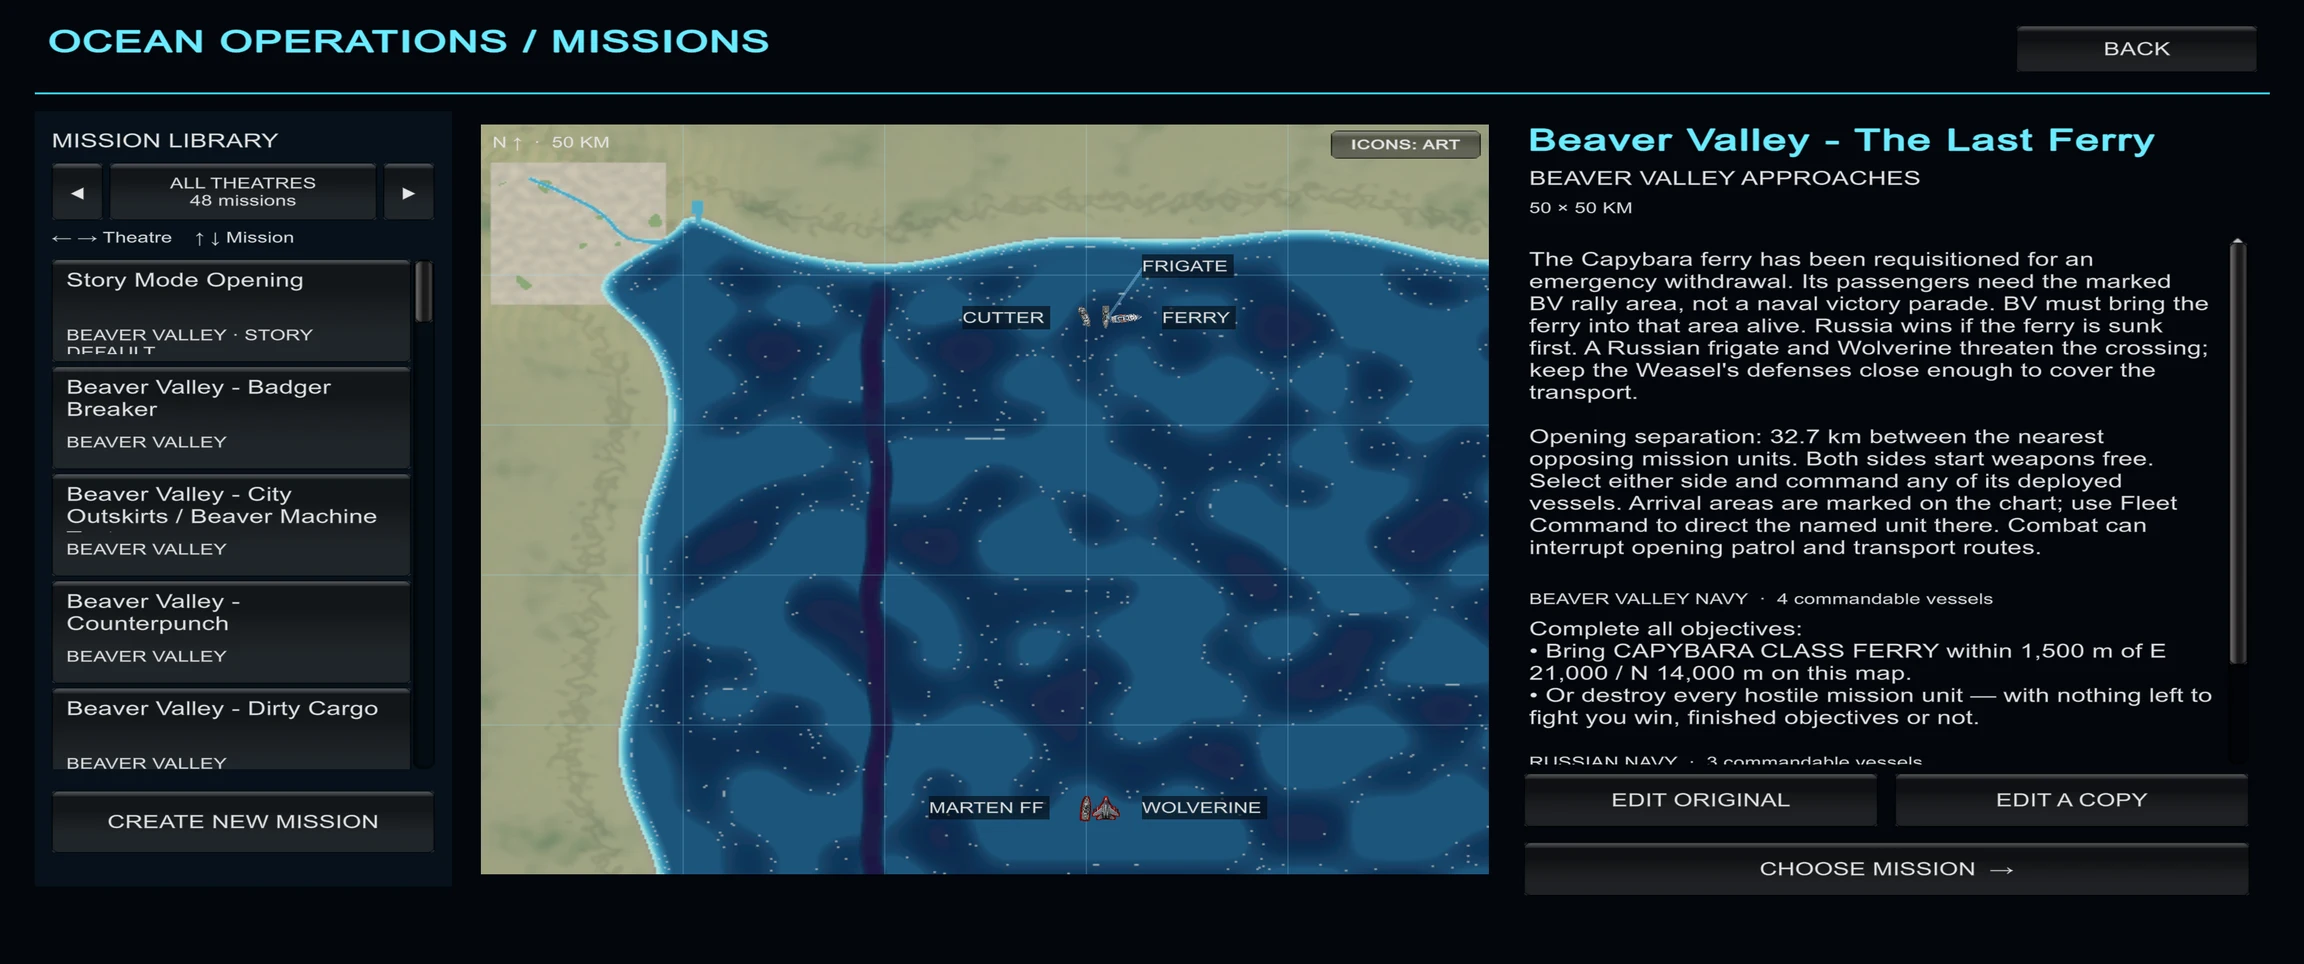 OCEAN OPERATIONS / MISSIONS
BACK
MISSION LIBRARY
◄
ALL THEATRES
48 missions
►
←→ Theatre ↑↓ Mission
Story Mode Opening
BEAVER VALLEY · STORY
DEFAULT
Beaver Valley - Badger
Breaker
BEAVER VALLEY
Beaver Valley - City
Outskirts / Beaver Machine
BEAVER VALLEY
Beaver Valley -
Counterpunch
BEAVER VALLEY
Beaver Valley - Dirty Cargo
BEAVER VALLEY
CREATE NEW MISSION
N ↑ · 50 KM
ICONS: ART
FRIGATE
CUTTER
FERRY
MARTEN FF
WOLVERINE
Beaver Valley - The Last Ferry
BEAVER VALLEY APPROACHES
50 × 50 KM
The Capybara ferry has been requisitioned for an
emergency withdrawal. Its passengers need the marked
BV rally area, not a naval victory parade. BV must bring the
ferry into that area alive. Russia wins if the ferry is sunk
first. A Russian frigate and Wolverine threaten the crossing;
keep the Weasel's defenses close enough to cover the
transport.
Opening separation: 32.7 km between the nearest
opposing mission units. Both sides start weapons free.
Select either side and command any of its deployed
vessels. Arrival areas are marked on the chart; use Fleet
Command to direct the named unit there. Combat can
interrupt opening patrol and transport routes.
BEAVER VALLEY NAVY · 4 commandable vessels
Complete all objectives:
• Bring CAPYBARA CLASS FERRY within 1,500 m of E
21,000 / N 14,000 m on this map.
• Or destroy every hostile mission unit — with nothing left to
fight you win, finished objectives or not.
RUSSIAN NAVY · 3 commandable vessels
EDIT ORIGINAL
EDIT A COPY
CHOOSE MISSION →